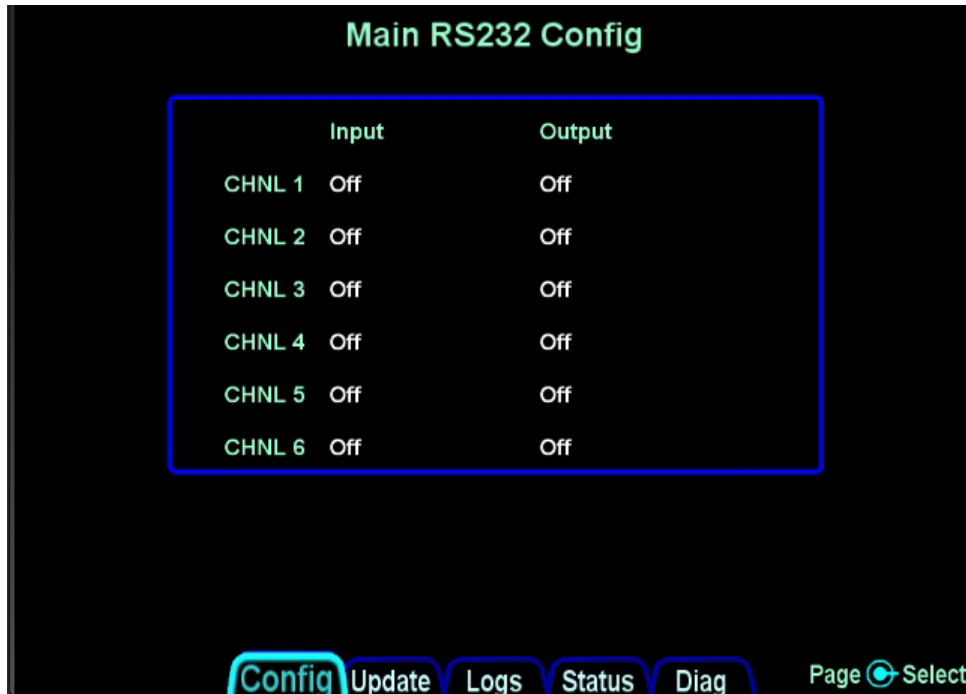 Main RS232 Config
Input Output
CHNL 1 Off Off
CHNL 2 Off Off
CHNL 3 Off Off
CHNL 4 Off Off
CHNL 5 Off Off
CHNL 6 Off Off
Config Update Logs Status Diag Page Select